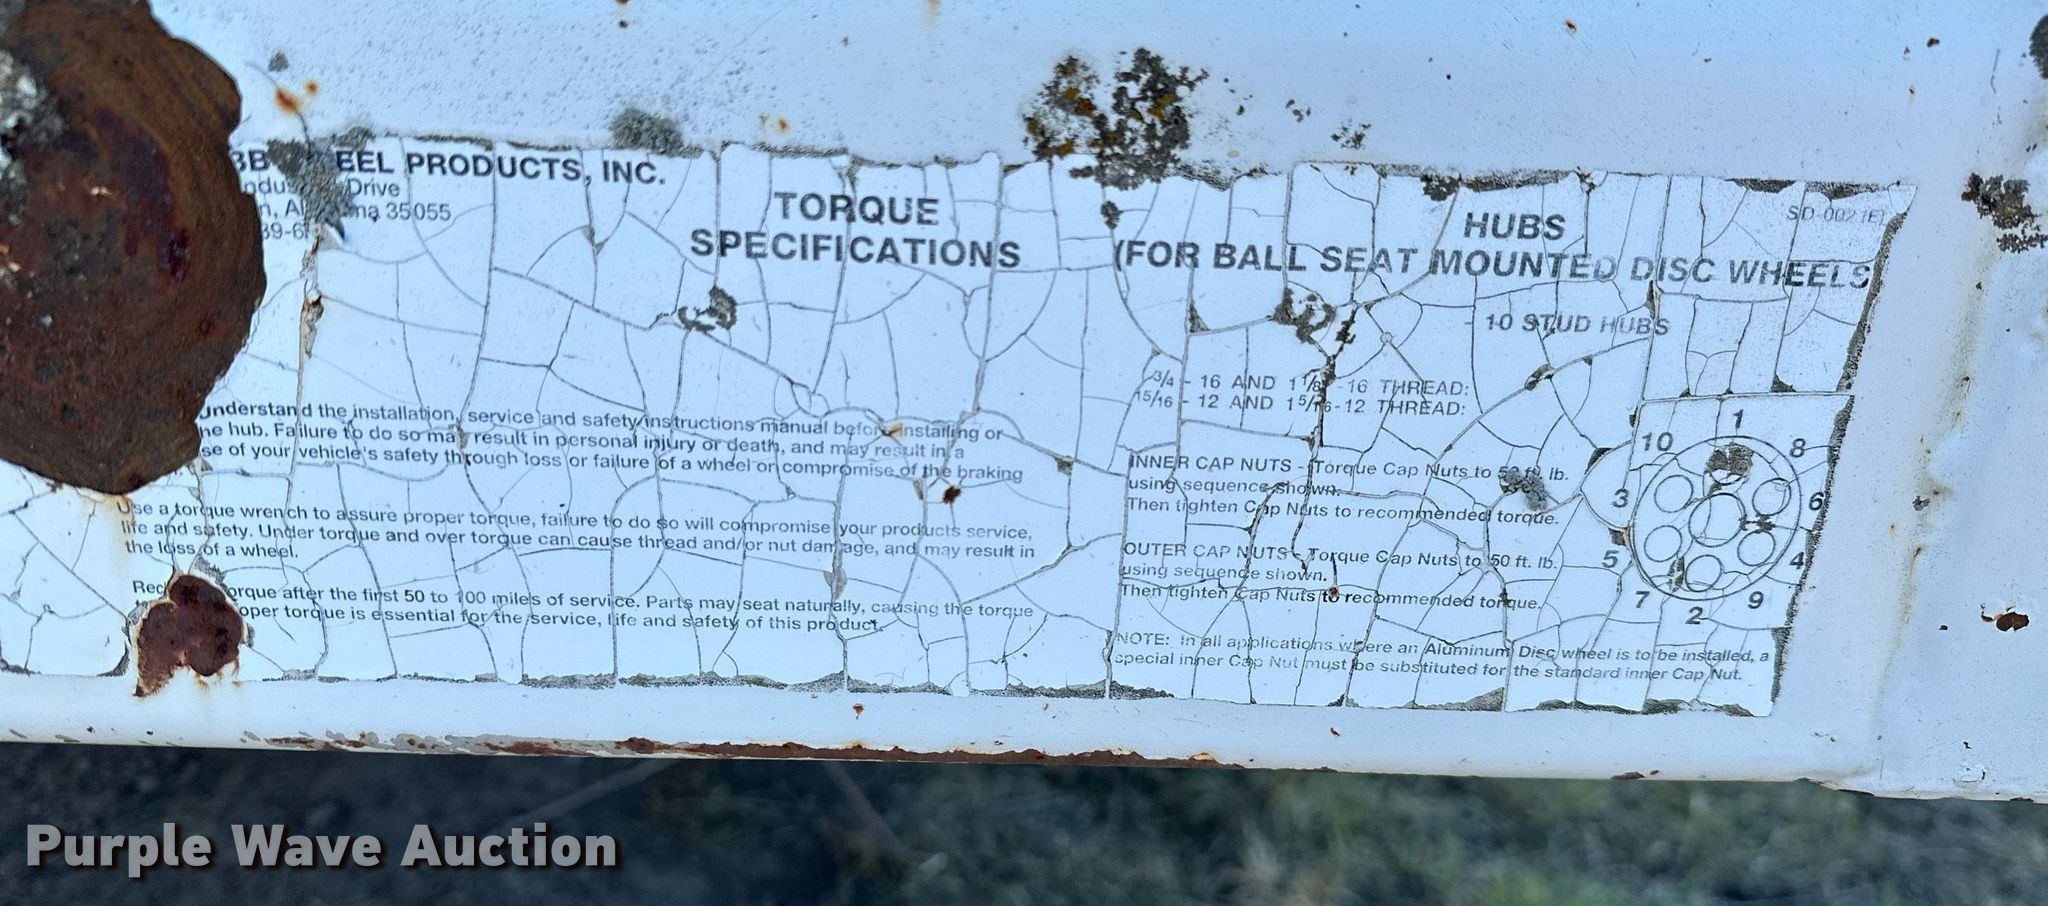 EEL PRODUCTS, INC.
Drive
35055
TORQUE
SPECIFICATIONS
Understand the installation, service and safety instructions manual before installing or
he hub. Failure to do so may result in personal injury or death, and may result in a
se of your vehicle's safety through loss or failure of a wheel or compromise of the braking
Use a torque wrench to assure proper torque, failure to do so will compromise your products service,
life and safety. Under torque and over torque can cause thread and/or nut damage, and may result in
the loss of a wheel.
orque after the first 50 to 100 miles of service. Parts may seat naturally, causing the torque
oper torque is essential for the service, life and safety of this product.
SD-002(E)
HUBS
(FOR BALL SEAT MOUNTED DISC WHEELS
10 STUD HUBS
3/4 - 16 AND 1 1/8 - 16 THREAD:
15/16 - 12 AND 1 5/16-12 THREAD:
INNER CAP NUTS - Torque Cap Nuts to lb.
using sequence shown.
Then tighten Cap Nuts to recommended torque.
OUTER CAP NUTS - Torque Cap Nuts to 50 ft. lb.
using sequence shown.
Then tighten Cap Nuts to recommended torque.
NOTE: In all applications where an Aluminum Disc wheel is to be installed, a
special inner Cap Nut must be substituted for the standard inner Cap Nut.
1
10 8
3 6
5 4
7 9
2
Purple Wave Auction